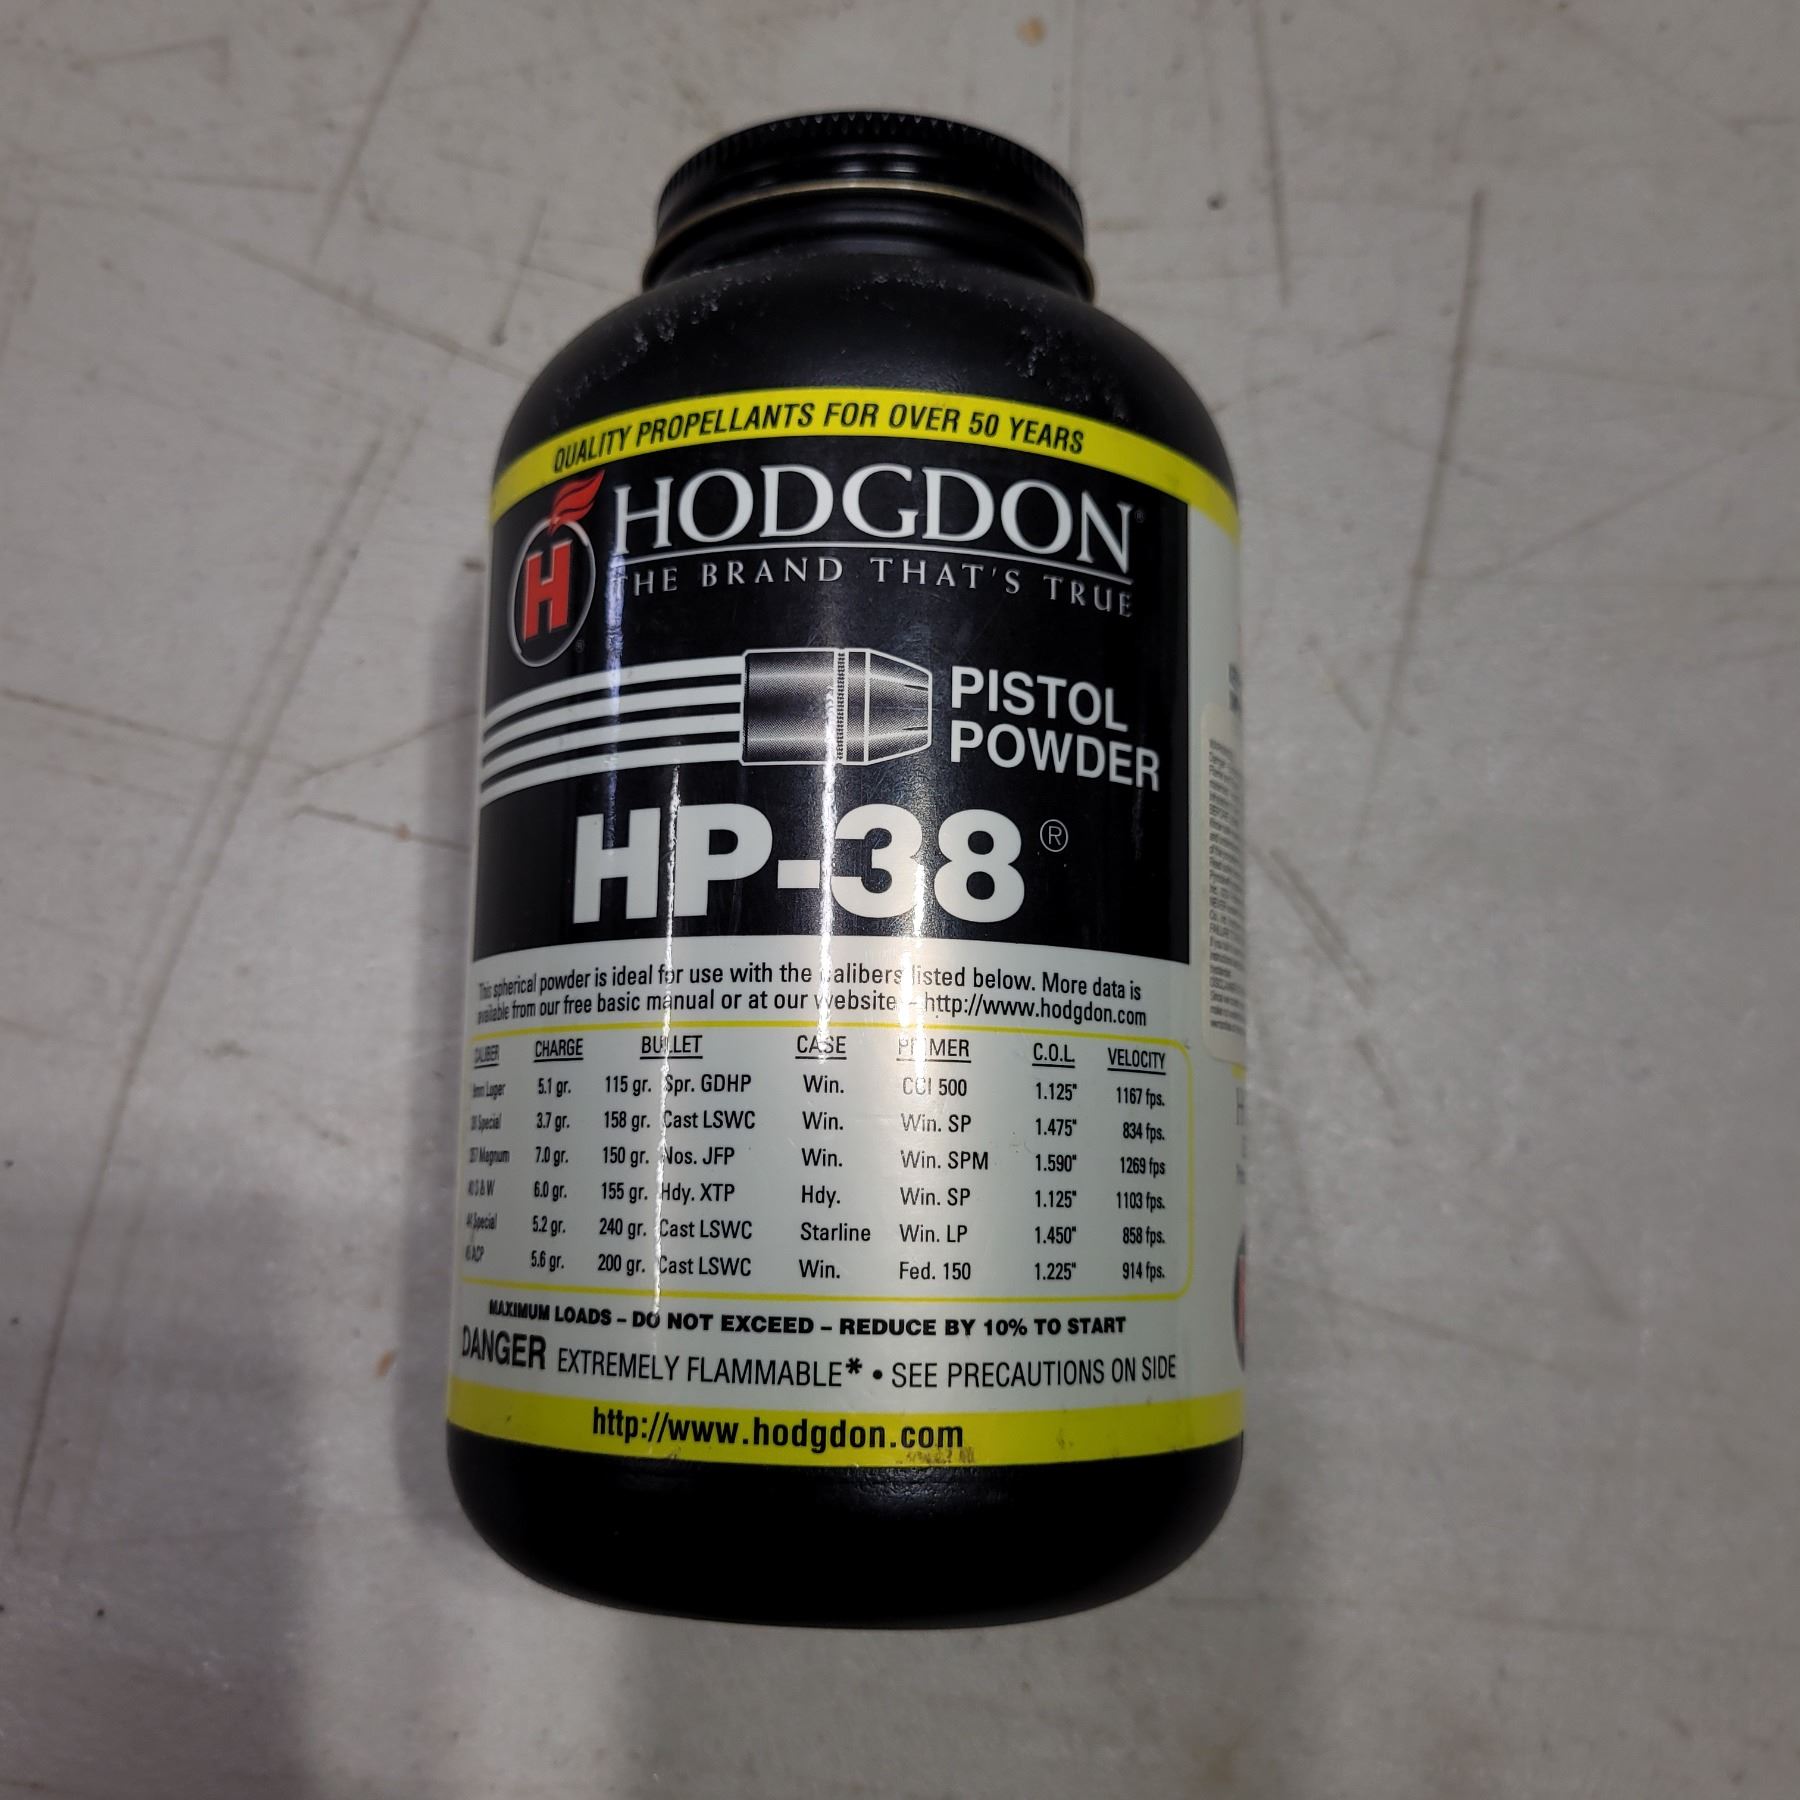 QUALITY PROPELLANTS FOR OVER 50 YEARS
H ®
HODGDON®
THE BRAND THAT'S TRUE
PISTOL
POWDER
HP-38®
This spherical powder is ideal for use with the calibers listed below. More data is
available from our free basic manual or at our website - http://www.hodgdon.com
CALIBER CHARGE BULLET CASE PRIMER C.O.L. VELOCITY
9mm Luger 5.1 gr. 115 gr. Spr. GDHP Win. CCI 500 1.125" 1167 fps.
38 Special 3.7 gr. 158 gr. Cast LSWC Win. Win. SP 1.475" 834 fps.
357 Magnum 7.0 gr. 150 gr. Nos. JFP Win. Win. SPM 1.590" 1269 fps
40 S & W 6.0 gr. 155 gr. Hdy. XTP Hdy. Win. SP 1.125" 1103 fps.
44 Special 5.2 gr. 240 gr. Cast LSWC Starline Win. LP 1.450" 858 fps.
45 ACP 5.6 gr. 200 gr. Cast LSWC Win. Fed. 150 1.225" 914 fps.
MAXIMUM LOADS – DO NOT EXCEED – REDUCE BY 10% TO START
DANGER EXTREMELY FLAMMABLE* • SEE PRECAUTIONS ON SIDE
http://www.hodgdon.com